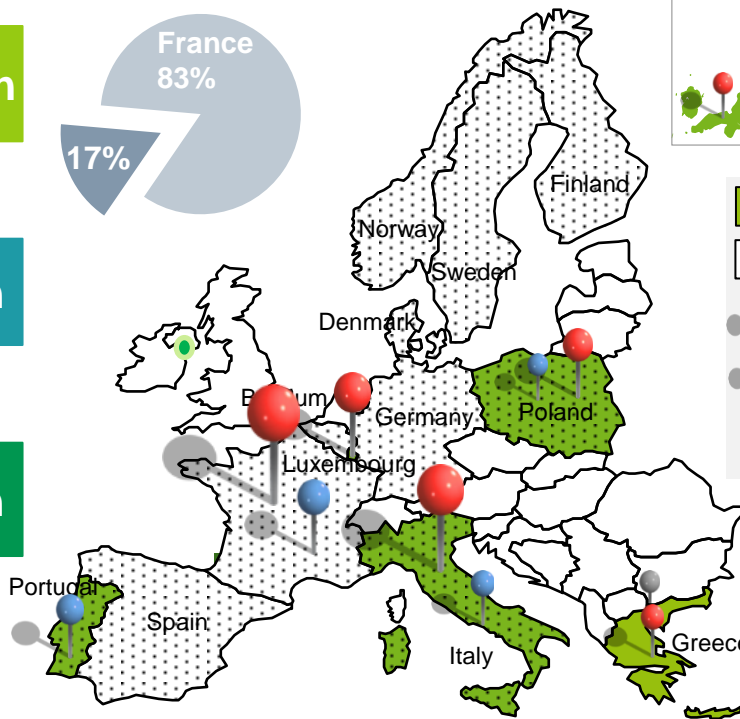 n
France
83%
17%
Finland
Norway
Sweden
Denmark
Germany
Poland
Luxembourg
Portugal
Spain
Italy